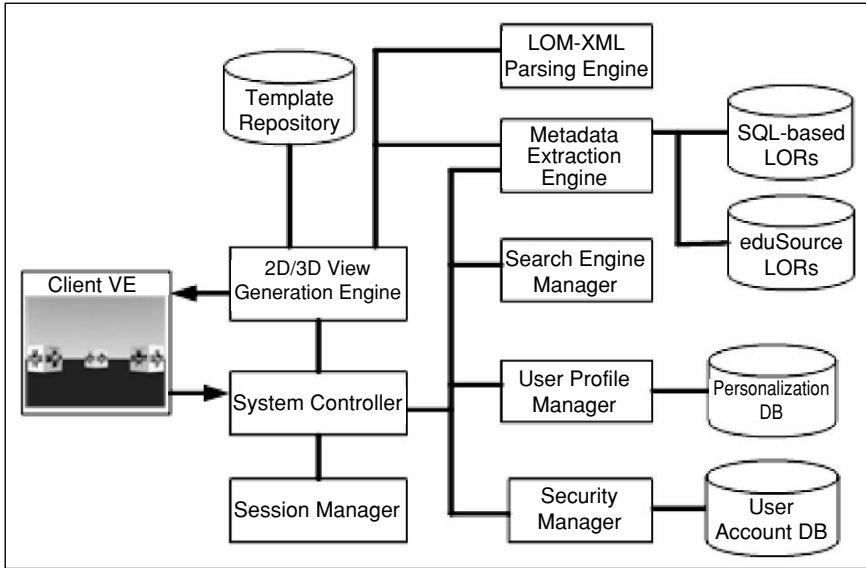 LOM-XML
Parsing Engine
Template
Repository
Metadata
Extraction
Engine
SQL-based
LORs
eduSource
LORs
2D/3D View
Generation Engine
Search Engine
Manager
Client VE
System Controller
User Profile
Manager
Personalization
DB
Session Manager
Security
Manager
User
Account DB